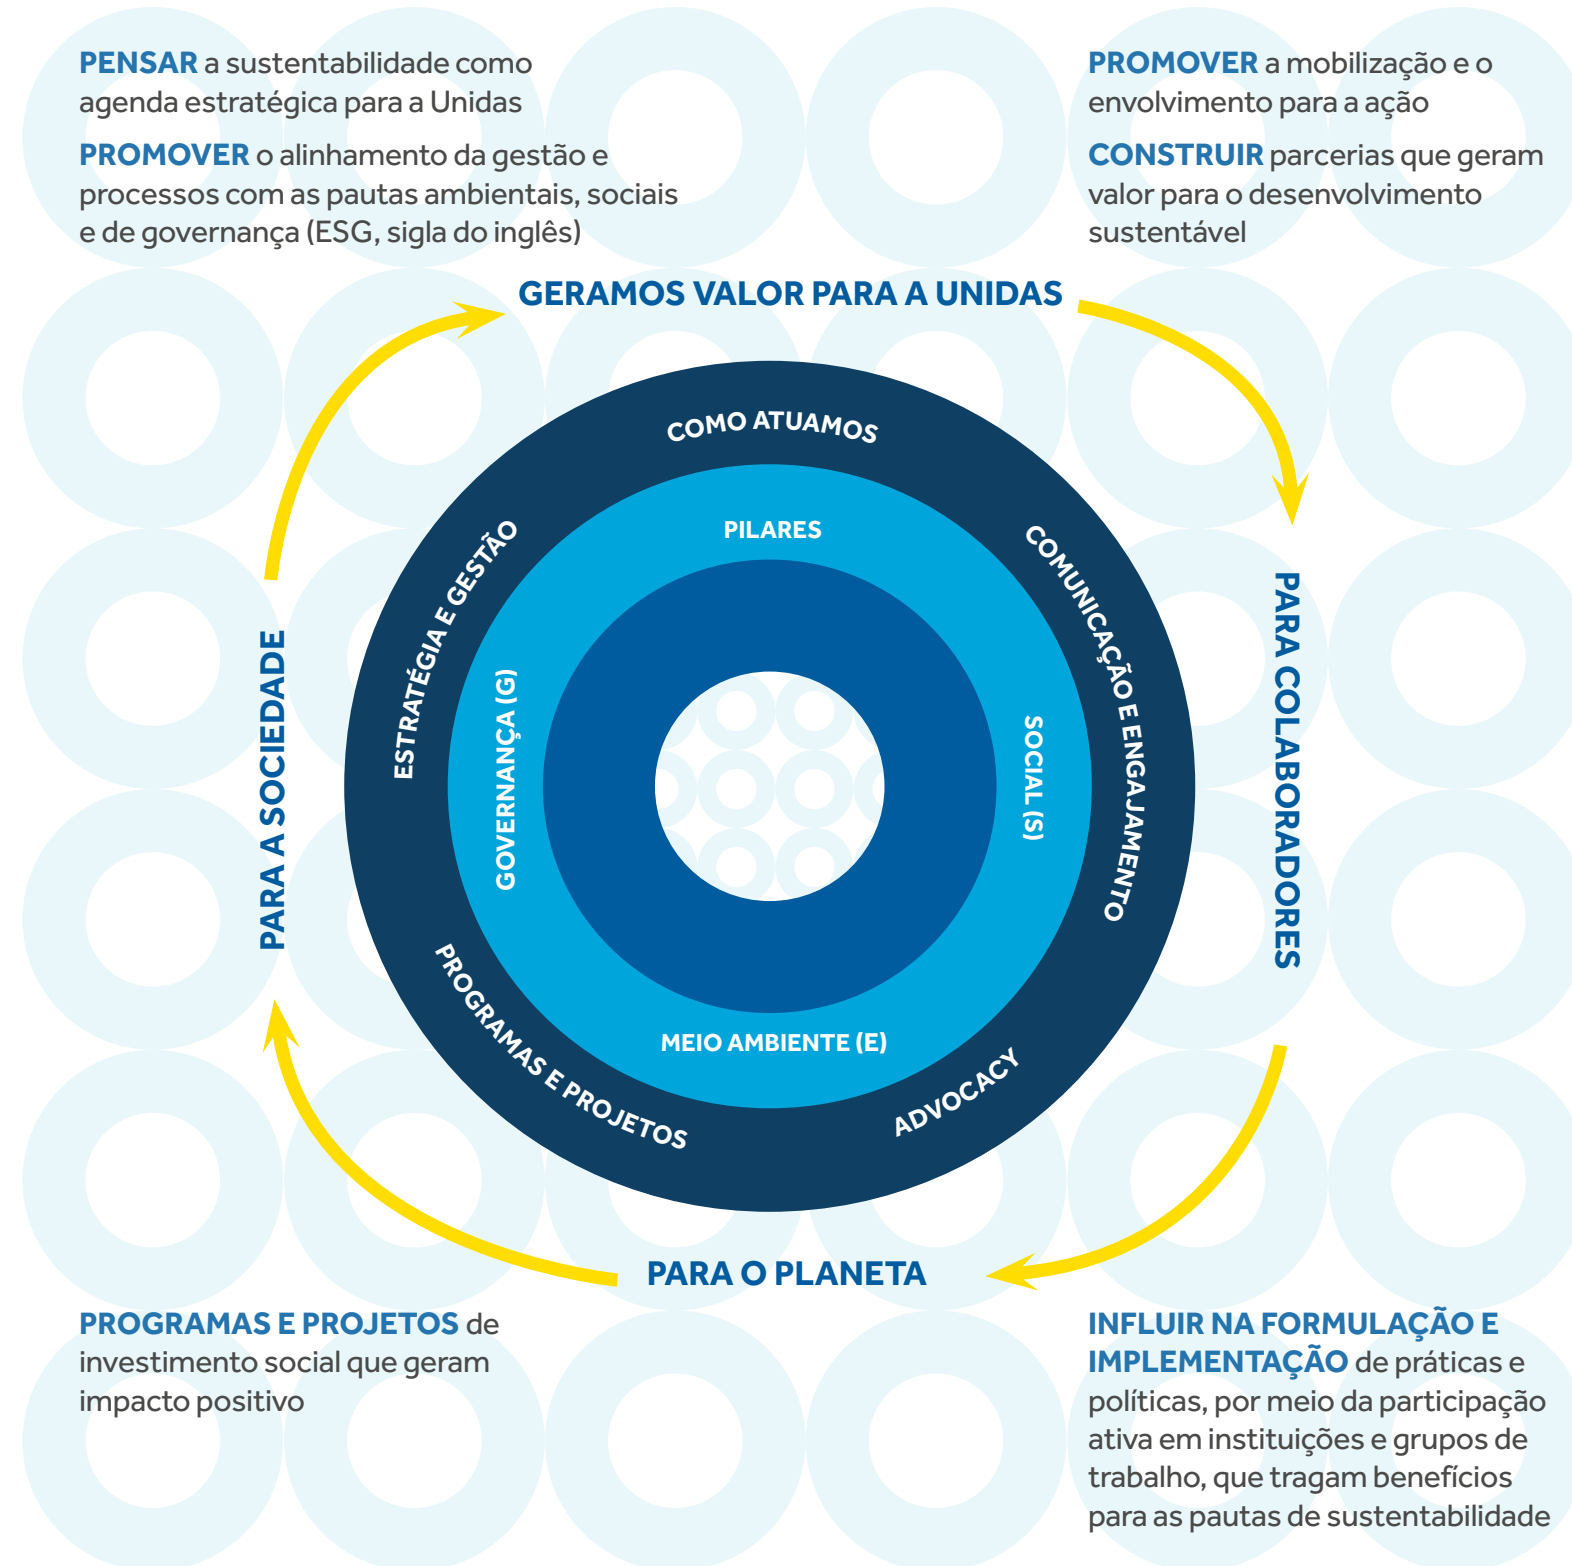 PENSAR a sustentabilidade como
agenda estratégica para a Unidas
PROMOVER o alinhamento da gestão e
processos com as pautas ambientais, sociais
e de governança (ESG, sigla do inglês)
PROMOVER a mobilização e o
envolvimento para a ação
CONSTRUIR parcerias que geram
valor para o desenvolvimento
sustentável
GERAMOS VALOR PARA A UNIDAS
PARA COLABORADORES
PARA O PLANETA
PARA A SOCIEDADE
COMO ATUAMOS
ESTRATÉGIA E GESTÃO
COMUNICAÇÃO E ENGAJAMENTO
ADVOCACY
PROGRAMAS E PROJETOS
PILARES
GOVERNANÇA (G)
SOCIAL (S)
MEIO AMBIENTE (E)
PROGRAMAS E PROJETOS de
investimento social que geram
impacto positivo
INFLUIR NA FORMULAÇÃO E
IMPLEMENTAÇÃO de práticas e
políticas, por meio da participação
ativa em instituições e grupos de
trabalho, que tragam benefícios
para as pautas de sustentabilidade